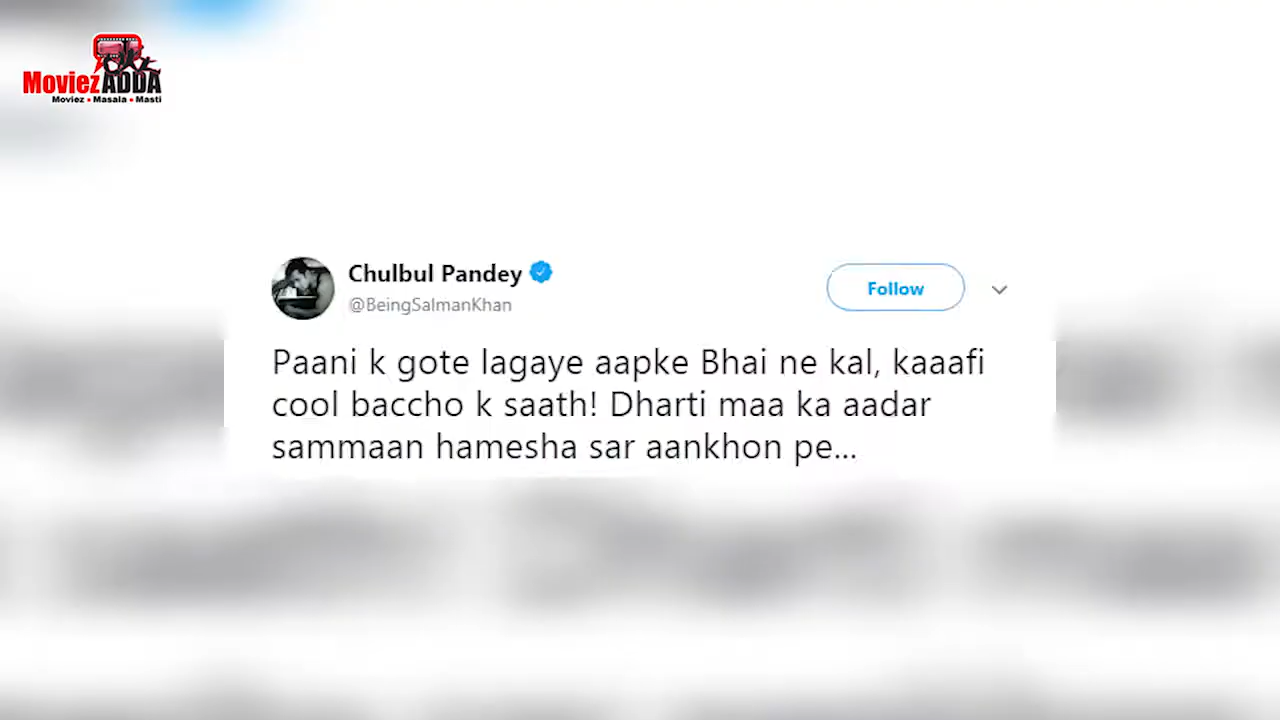 MoviezADDA
Moviez • Masala • Masti
Chulbul Pandey
@BeingSalmanKhan
Follow
Paani k gote lagaye aapke Bhai ne kal, kaaafi
cool baccho k saath! Dharti maa ka aadar
sammaan hamesha sar aankhon pe...